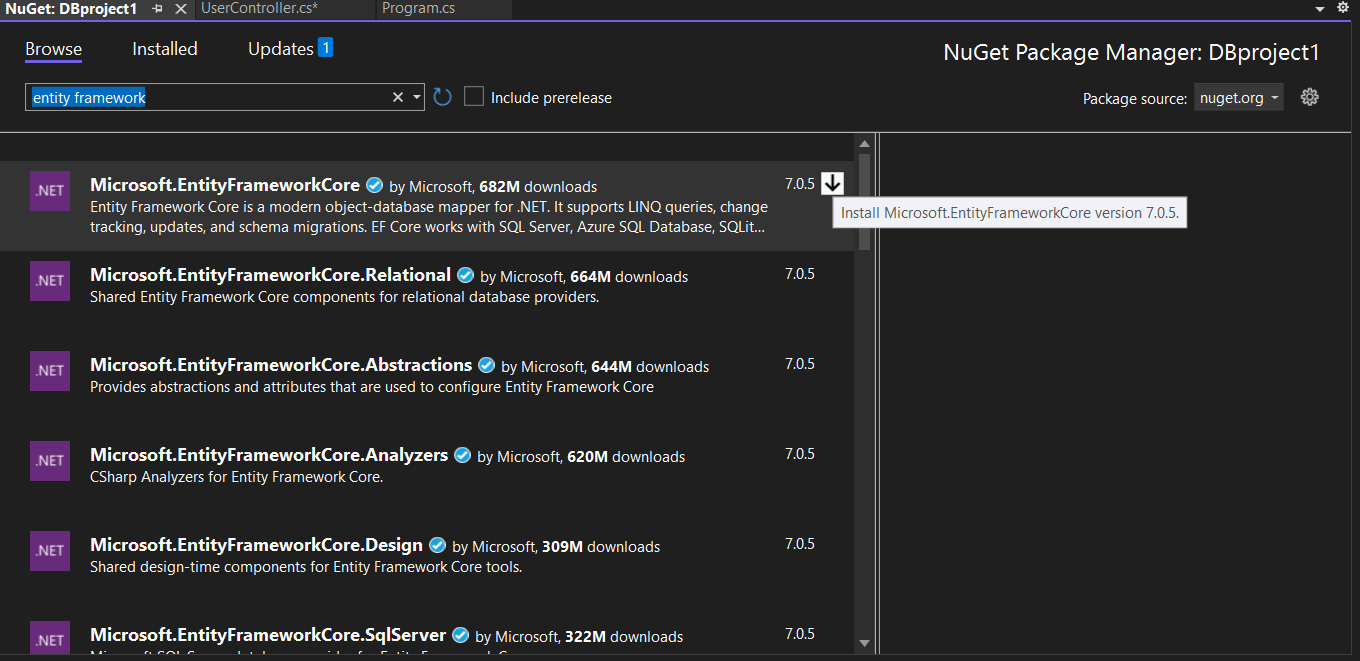 NuGet: DBproject1 UserController.cs* Program.cs
Browse Installed Updates 1 NuGet Package Manager: DBproject1
entity framework Include prerelease Package source: nuget.org
.NET Microsoft.EntityFrameworkCore by Microsoft, 682M downloads 7.0.5
Entity Framework Core is a modern object-database mapper for .NET. It supports LINQ queries, change
tracking, updates, and schema migrations. EF Core works with SQL Server, Azure SQL Database, SQLit...
Install Microsoft.EntityFrameworkCore version 7.0.5.
.NET Microsoft.EntityFrameworkCore.Relational by Microsoft, 664M downloads 7.0.5
Shared Entity Framework Core components for relational database providers.
.NET Microsoft.EntityFrameworkCore.Abstractions by Microsoft, 644M downloads 7.0.5
Provides abstractions and attributes that are used to configure Entity Framework Core
.NET Microsoft.EntityFrameworkCore.Analyzers by Microsoft, 620M downloads 7.0.5
CSharp Analyzers for Entity Framework Core.
.NET Microsoft.EntityFrameworkCore.Design by Microsoft, 309M downloads 7.0.5
Shared design-time components for Entity Framework Core tools.
.NET Microsoft.EntityFrameworkCore.SqlServer by Microsoft, 322M downloads 7.0.5